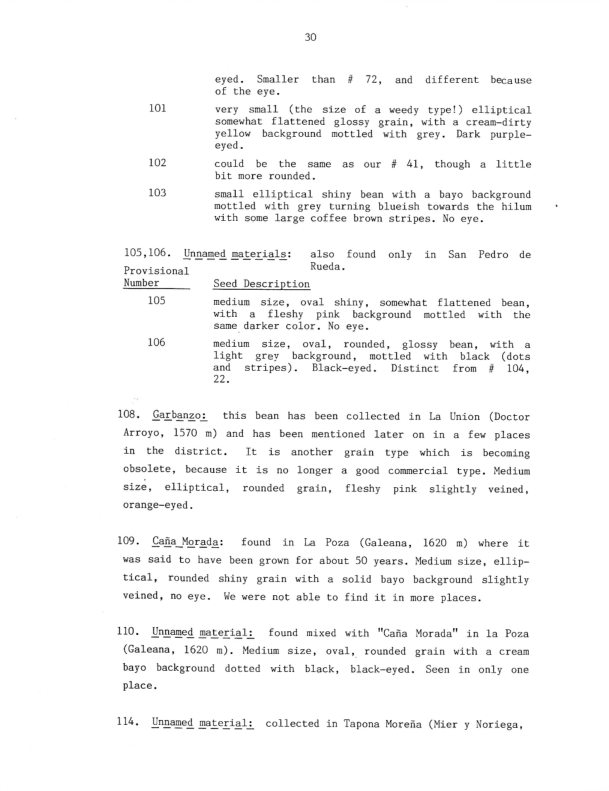 30
eyed. Smaller than # 72, and different because
of the eye.
101 very small (the size of a weedy type!) elliptical
somewhat flattened glossy grain, with a cream-dirty
yellow background mottled with grey. Dark purple-
eyed.
102 could be the same as our # 41, though a little
bit more rounded.
103 small elliptical shiny bean with a bayo background
mottled with grey turning blueish towards the hilum
with some large coffee brown stripes. No eye.
105,106. Unnamed materials: also found only in San Pedro de
Rueda.
Provisional
Number Seed Description
105 medium size, oval shiny, somewhat flattened bean,
with a fleshy pink background mottled with the
same darker color. No eye.
106 medium size, oval, rounded, glossy bean, with a
light grey background, mottled with black (dots
and stripes). Black-eyed. Distinct from # 104,
22.
108. Garbanzo: this bean has been collected in La Union (Doctor
Arroyo, 1570 m) and has been mentioned later on in a few places
in the district. It is another grain type which is becoming
obsolete, because it is no longer a good commercial type. Medium
size, elliptical, rounded grain, fleshy pink slightly veined,
orange-eyed.
109. Caña Morada: found in La Poza (Galeana, 1620 m) where it
was said to have been grown for about 50 years. Medium size, ellip-
tical, rounded shiny grain with a solid bayo background slightly
veined, no eye. We were not able to find it in more places.
110. Unnamed material: found mixed with "Caña Morada" in la Poza
(Galeana, 1620 m). Medium size, oval, rounded grain with a cream
bayo background dotted with black, black-eyed. Seen in only one
place.
114. Unnamed material: collected in Tapona Moreña (Mier y Noriega,